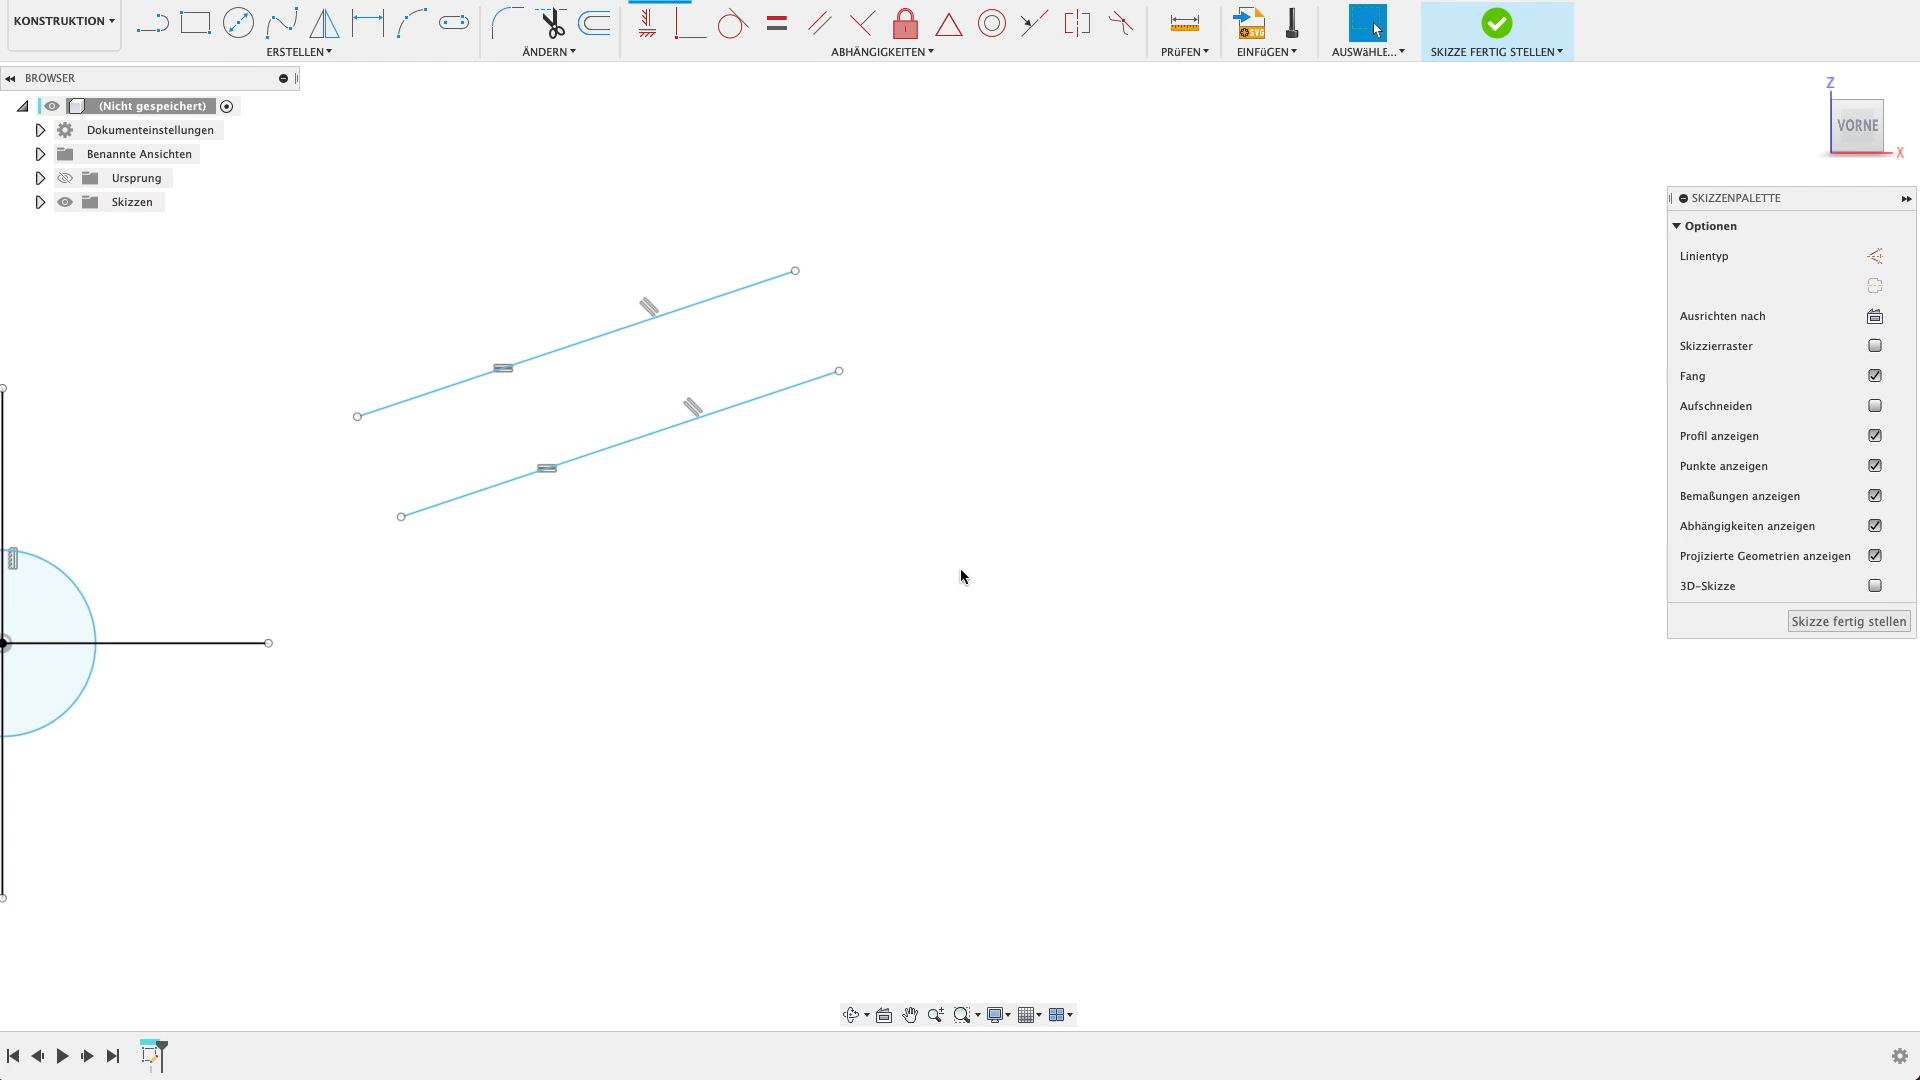 KONSTRUKTION
ERSTELLEN
ÄNDERN
ABHÄNGIGKEITEN
PRüFEN
EINFüGEN
SVG
AUSWäHLE...
SKIZZE FERTIG STELLEN
BROWSER
(Nicht gespeichert)
Dokumenteinstellungen
Benannte Ansichten
Ursprung
Skizzen
Z
VORNE
X
SKIZZENPALETTE
Optionen
Linientyp
Ausrichten nach
Skizzierraster
Fang
Aufschneiden
Profil anzeigen
Punkte anzeigen
Bemaßungen anzeigen
Abhängigkeiten anzeigen
Projizierte Geometrien anzeigen
3D-Skizze
Skizze fertig stellen